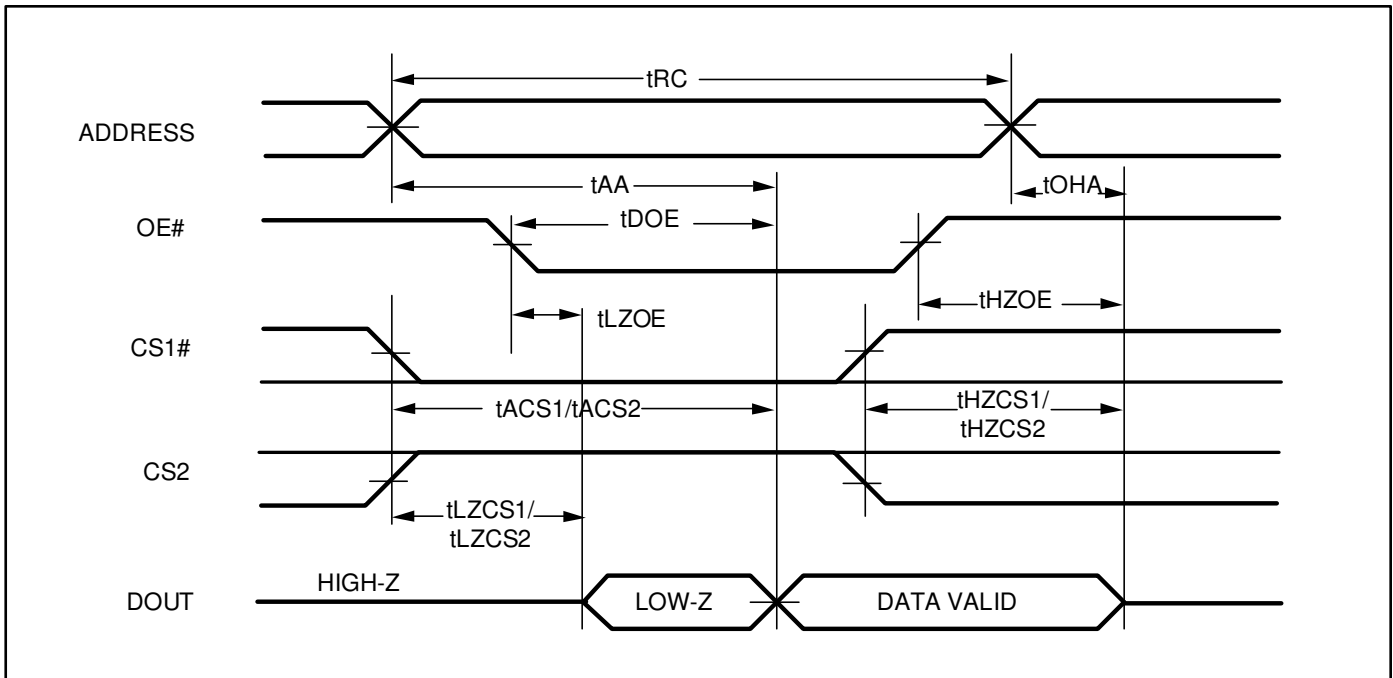 tRC
ADDRESS
tAA
tOHA
OE#
tDOE
tHZOE
tLZOE
CS1#
tACS1/tACS2
tHZCS1/
tHZCS2
CS2
tLZCS1/
tLZCS2
HIGH-Z
DOUT
LOW-Z
DATA VALID